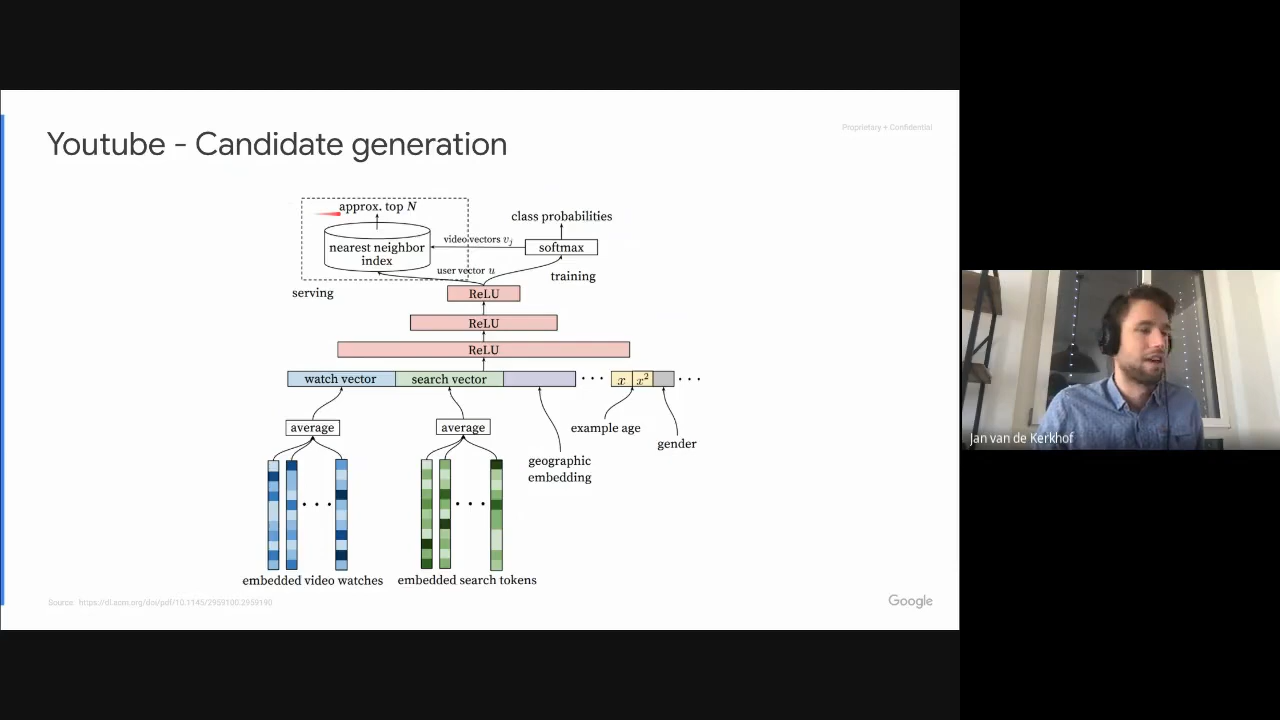 Youtube - Candidate generation
Proprietary + Confidential
approx. top N
class probabilities
nearest neighbor
index
video vectors vⱼ
softmax
user vector u
training
serving
ReLU
ReLU
ReLU
watch vector
search vector
· · ·
x
x²
· · ·
average
average
example age
gender
geographic
embedding
· · ·
· · ·
embedded video watches
embedded search tokens
Source: https://dl.acm.org/doi/pdf/10.1145/2959100.2959190
Google
Jan van de Kerkhof